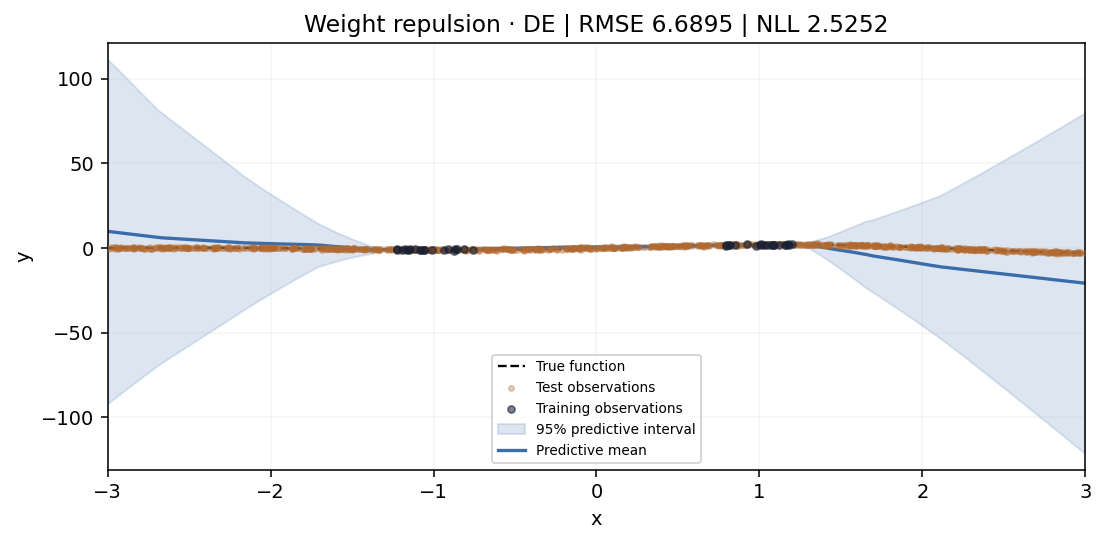 Weight repulsion · DE | RMSE 6.6895 | NLL 2.5252
100
50
0
−50
−100
y
−3
−2
−1
0
1
2
3
x
True function
Test observations
Training observations
95% predictive interval
Predictive mean